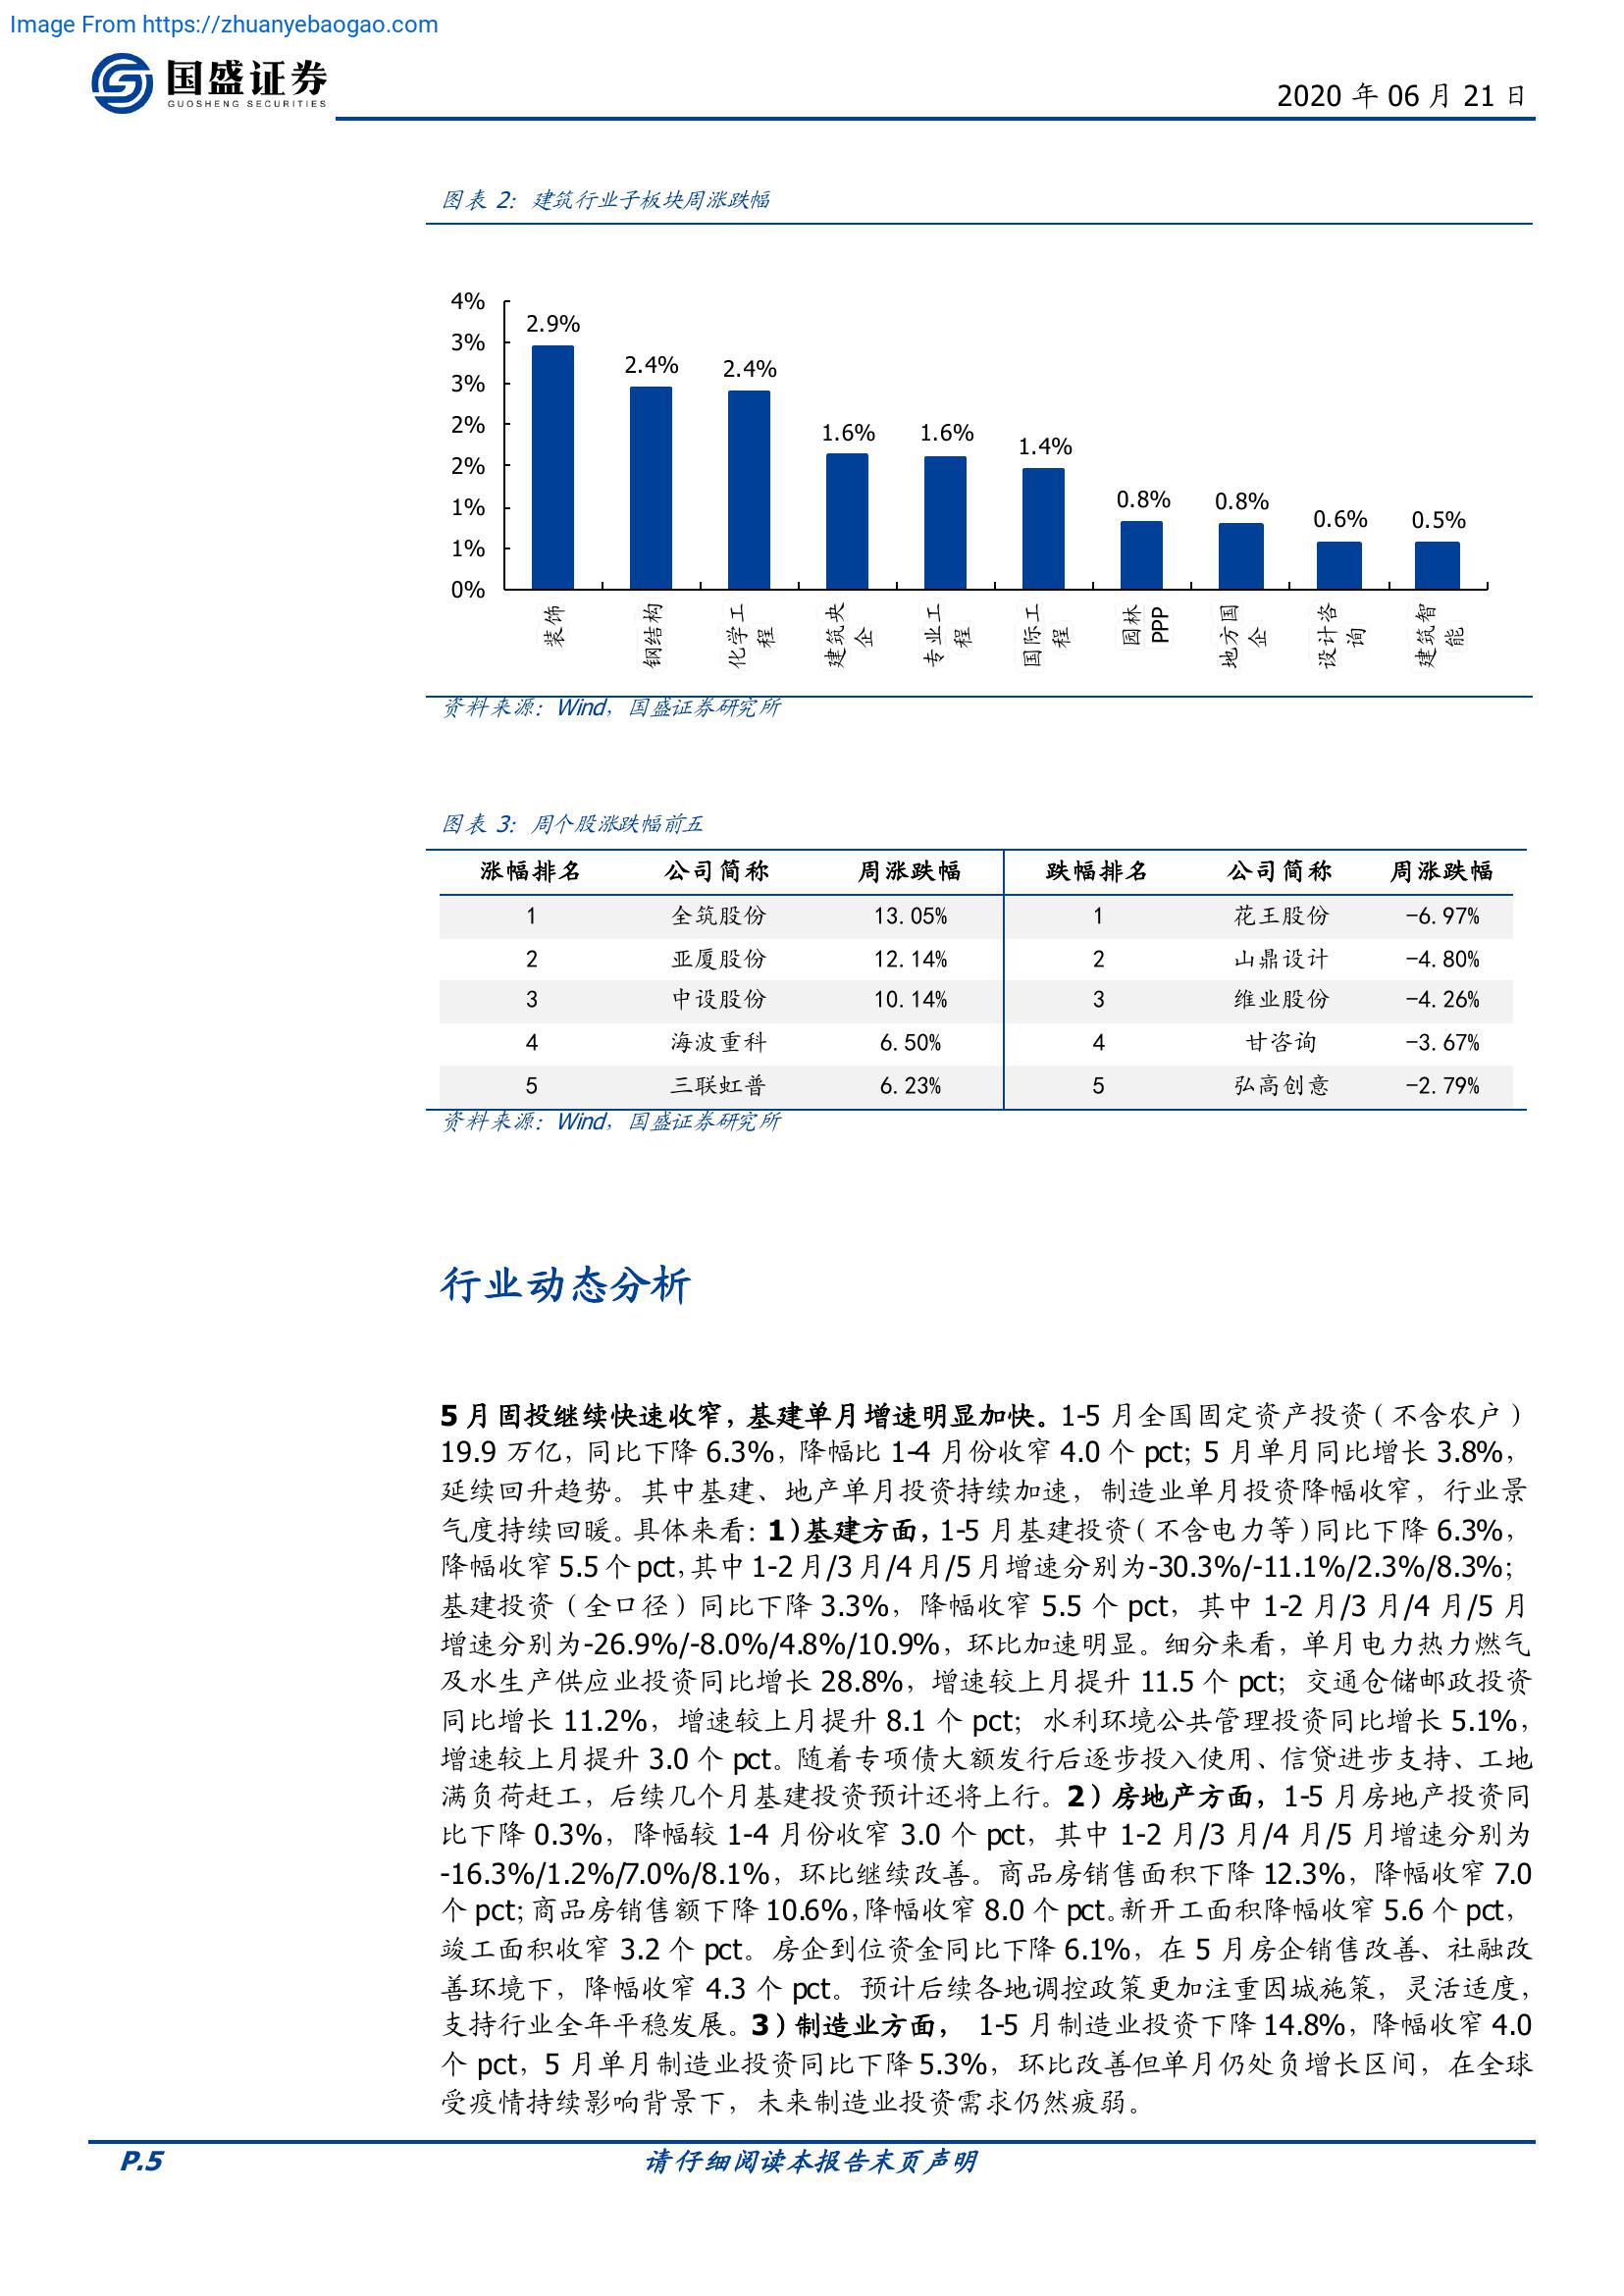 Image From https://zhuanyebaogao.com
国盛证券
GUOSHENG SECURITIES
2020 年 06 月 21 日
图表 2：建筑行业子板块周涨跌幅
4%
3%
3%
2%
2%
1%
1%
0%
2.9%
2.4%
2.4%
1.6%
1.6%
1.4%
0.8%
0.8%
0.6%
0.5%
装饰
钢结构
化学工程
建筑央企
专业工程
国际工程
园林PPP
地方国企
设计咨询
建筑智能
资料来源：Wind，国盛证券研究所
图表 3：周个股涨跌幅前五
涨幅排名 公司简称 周涨跌幅 跌幅排名 公司简称 周涨跌幅
1 全筑股份 13.05% 1 花王股份 -6.97%
2 亚厦股份 12.14% 2 山鼎设计 -4.80%
3 中设股份 10.14% 3 维业股份 -4.26%
4 海波重科 6.50% 4 甘咨询 -3.67%
5 三联虹普 6.23% 5 弘高创意 -2.79%
资料来源：Wind，国盛证券研究所
行业动态分析
5 月固投继续快速收窄，基建单月增速明显加快。1-5 月全国固定资产投资（不含农户）
19.9 万亿，同比下降 6.3%，降幅比 1-4 月份收窄 4.0 个 pct；5 月单月同比增长 3.8%，
延续回升趋势。其中基建、地产单月投资持续加速，制造业单月投资降幅收窄，行业景
气度持续回暖。具体来看：1）基建方面，1-5 月基建投资（不含电力等）同比下降 6.3%，
降幅收窄 5.5 个 pct，其中 1-2 月/3 月/4 月/5 月增速分别为-30.3%/-11.1%/2.3%/8.3%；
基建投资（全口径）同比下降 3.3%，降幅收窄 5.5 个 pct，其中 1-2 月/3 月/4 月/5 月
增速分别为-26.9%/-8.0%/4.8%/10.9%，环比加速明显。细分来看，单月电力热力燃气
及水生产供应业投资同比增长 28.8%，增速较上月提升 11.5 个 pct；交通仓储邮政投资
同比增长 11.2%，增速较上月提升 8.1 个 pct；水利环境公共管理投资同比增长 5.1%，
增速较上月提升 3.0 个 pct。随着专项债大额发行后逐步投入使用、信贷进步支持、工地
满负荷赶工，后续几个月基建投资预计还将上行。2）房地产方面，1-5 月房地产投资同
比下降 0.3%，降幅较 1-4 月份收窄 3.0 个 pct，其中 1-2 月/3 月/4 月/5 月增速分别为
-16.3%/1.2%/7.0%/8.1%，环比继续改善。商品房销售面积下降 12.3%，降幅收窄 7.0
个 pct；商品房销售额下降 10.6%，降幅收窄 8.0 个 pct。新开工面积降幅收窄 5.6 个 pct，
竣工面积收窄 3.2 个 pct。房企到位资金同比下降 6.1%，在 5 月房企销售改善、社融改
善环境下，降幅收窄 4.3 个 pct。预计后续各地调控政策更加注重因城施策，灵活适度，
支持行业全年平稳发展。3）制造业方面， 1-5 月制造业投资下降 14.8%，降幅收窄 4.0
个 pct，5 月单月制造业投资同比下降 5.3%，环比改善但单月仍处负增长区间，在全球
受疫情持续影响背景下，未来制造业投资需求仍然疲弱。
P.5 请仔细阅读本报告末页声明